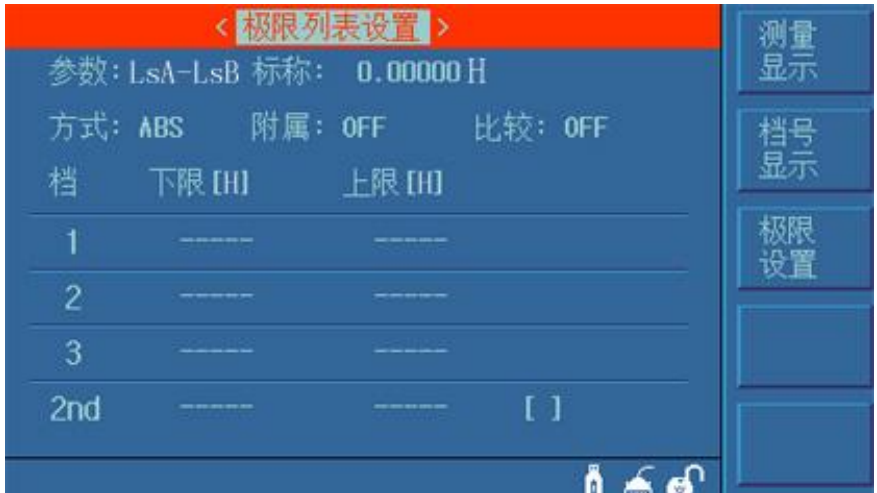 < 极限列表设置 >
参数:LsA-LsB 标称: 0.00000 H
方式: ABS 附属: OFF 比较: OFF
档 下限[H] 上限[H]
1 ----- -----
2 ----- -----
3 ----- -----
2nd ----- ----- [ ]
测量
显示
档号
显示
极限
设置